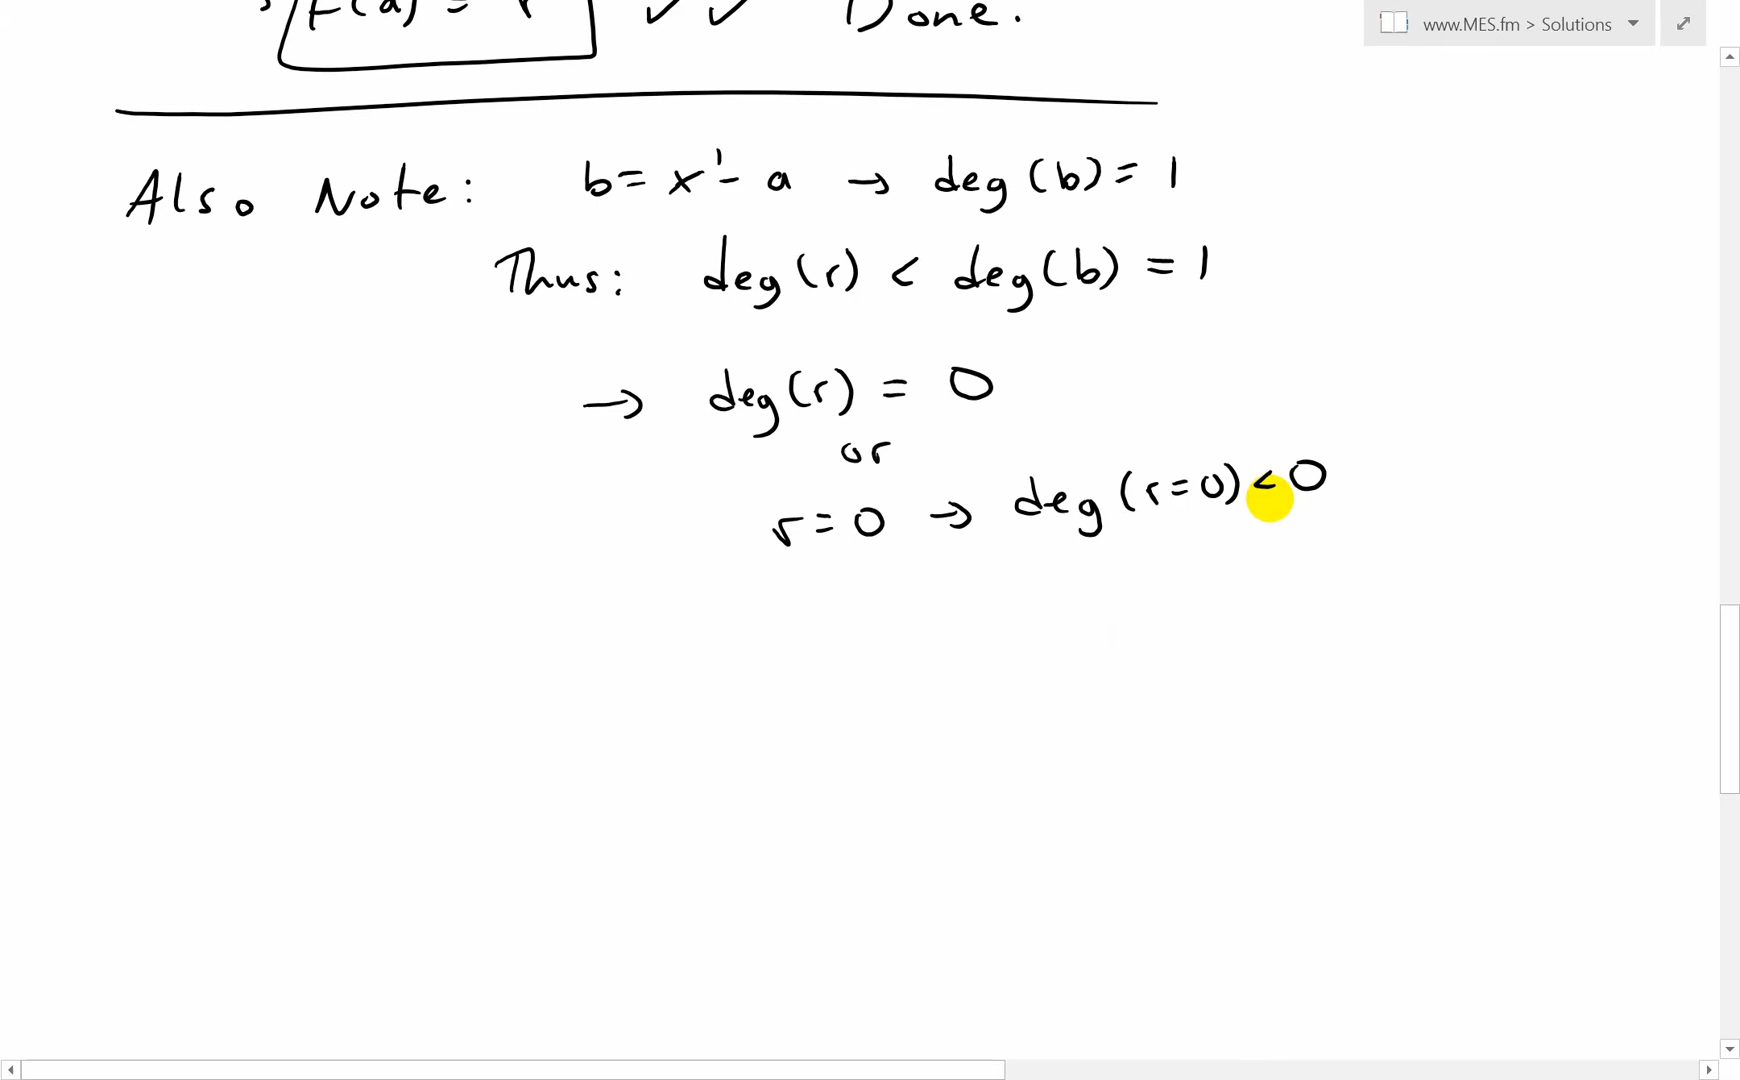 F(a) = r ✓✓ Done.
www.MES.fm > Solutions
Also Note: b = x¹ - a → deg(b) = 1
Thus: deg(r) < deg(b) = 1
→ deg(r) = 0
or
r = 0 → deg(r=0) < 0